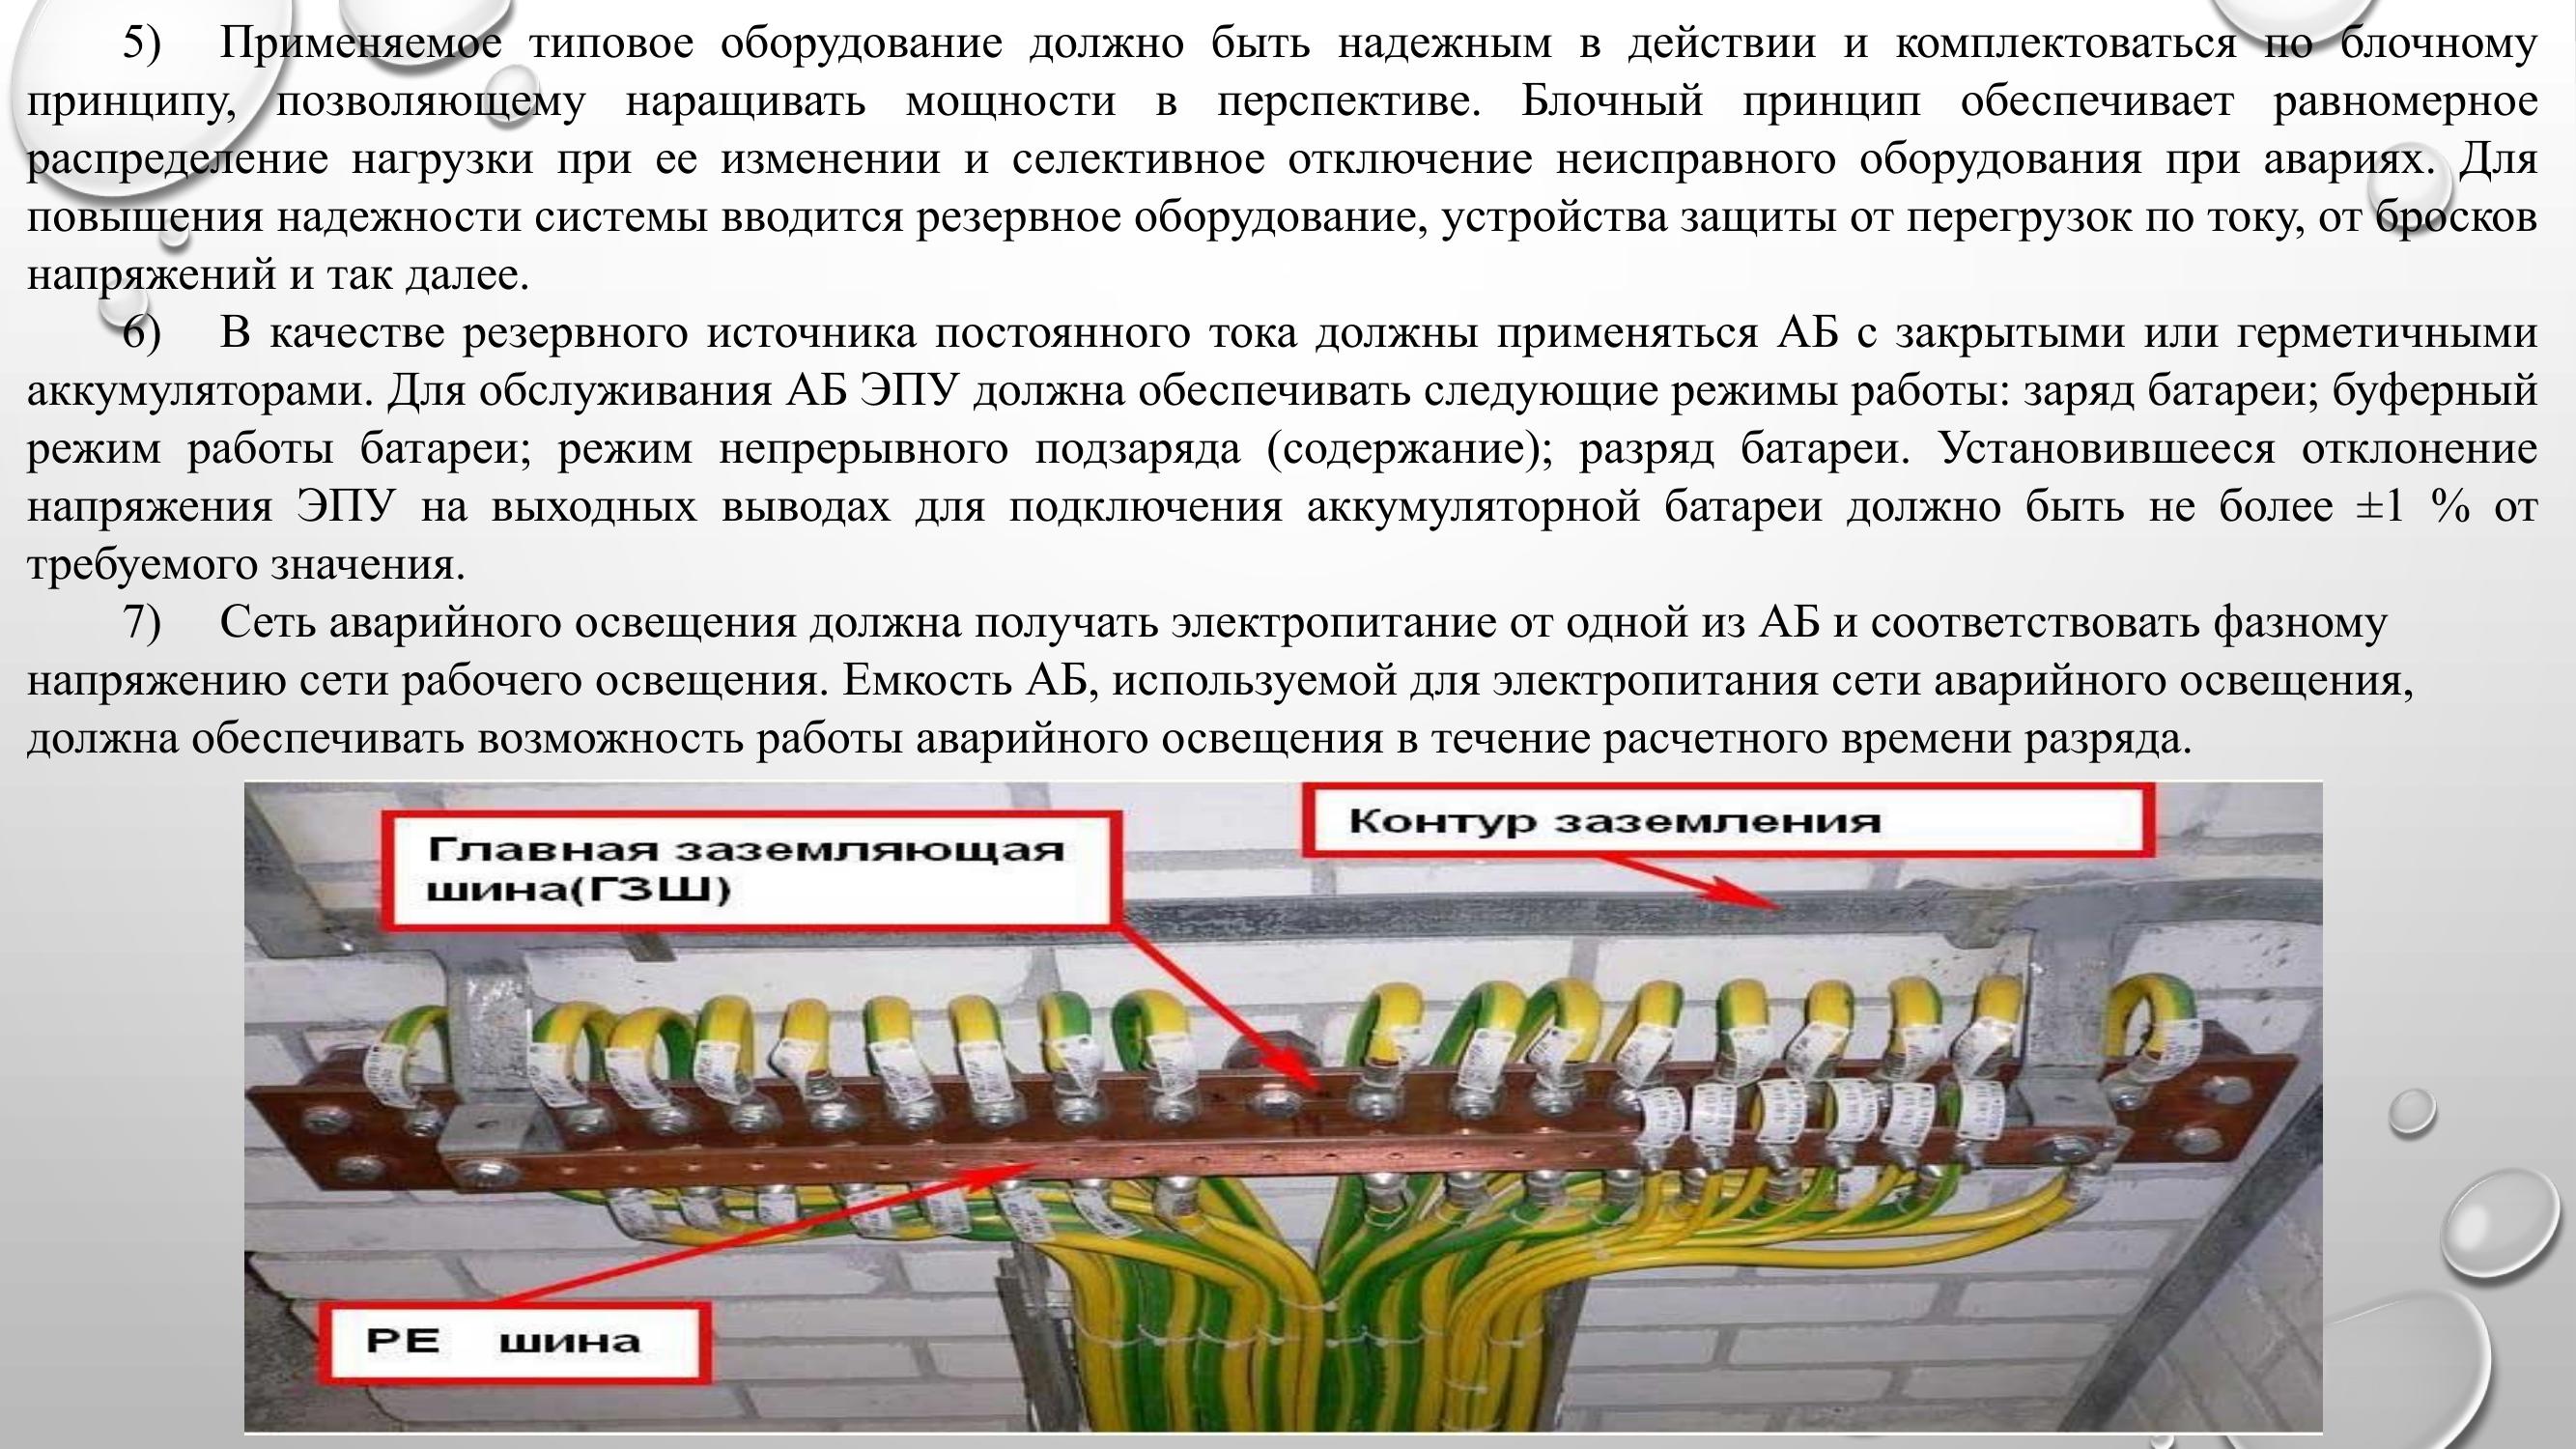 5) Применяемое типовое оборудование должно быть надежным в действии и комплектоваться по блочному
принципу, позволяющему наращивать мощности в перспективе. Блочный принцип обеспечивает равномерное
распределение нагрузки при ее изменении и селективное отключение неисправного оборудования при авариях. Для
повышения надежности системы вводится резервное оборудование, устройства защиты от перегрузок по току, от бросков
напряжений и так далее.
6) В качестве резервного источника постоянного тока должны применяться АБ с закрытыми или герметичными
аккумуляторами. Для обслуживания АБ ЭПУ должна обеспечивать следующие режимы работы: заряд батареи; буферный
режим работы батареи; режим непрерывного подзаряда (содержание); разряд батареи. Установившееся отклонение
напряжения ЭПУ на выходных выводах для подключения аккумуляторной батареи должно быть не более ±1 % от
требуемого значения.
7) Сеть аварийного освещения должна получать электропитание от одной из АБ и соответствовать фазному
напряжению сети рабочего освещения. Емкость АБ, используемой для электропитания сети аварийного освещения,
должна обеспечивать возможность работы аварийного освещения в течение расчетного времени разряда.
Главная заземляющая
шина(ГЗШ)
Контур заземления
РЕ шина